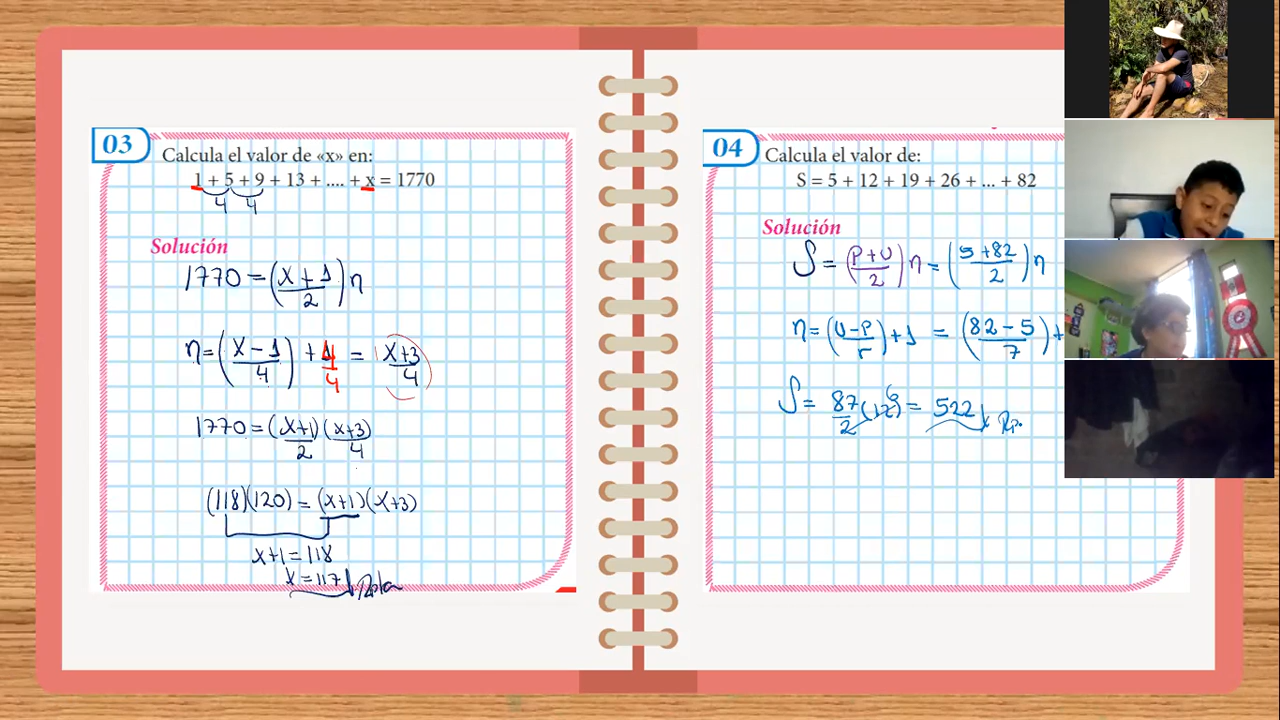 03
Calcula el valor de «x» en:
1 + 5 + 9 + 13 + .... + x = 1770
4 4
Solución
1770 = (x + 1 / 2) n
n = (x - 1 / 4) + 4/4 = x+3 / 4
1770 = (x+1 / 2)(x+3 / 4)
(118)(120) = (x+1)(x+3)
x+1 = 118
x = 117 Rpta
04
Calcula el valor de:
S = 5 + 12 + 19 + 26 + ... + 82
Solución
S = (P+U / 2) n = (5+82 / 2) n
n = (U-P / r) + 1 = (82 - 5 / 7) +
S = 87/2 (12) 6 = 522